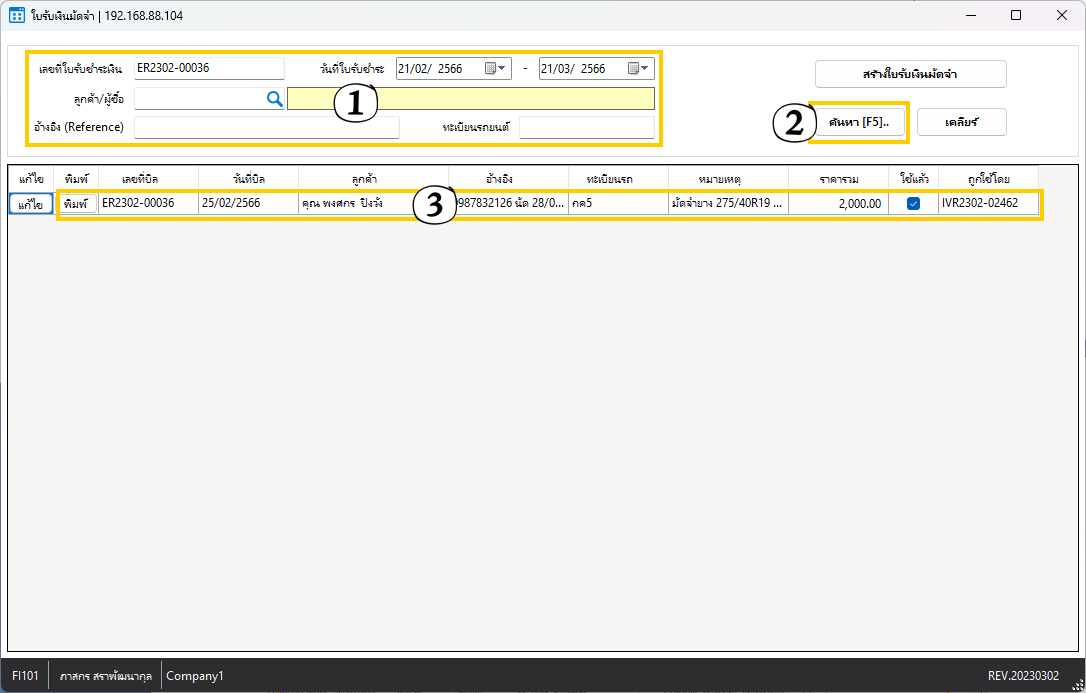 ใบรับเงินมัดจำ | 192.168.88.104
เลขที่ใบรับชำระเงิน ER2302-00036 วันที่ใบรับชำระ 21/02/ 2566 - 21/03/ 2566 สร้างใบรับเงินมัดจำ
ลูกค้า/ผู้ซื้อ 1
2 ค้นหา [F5].. เคลียร์
อ้างอิง (Reference) ทะเบียนรถยนต์
แก้ไข พิมพ์ เลขที่บิล วันที่บิล ลูกค้า อ้างอิง ทะเบียนรถ หมายเหตุ ราคารวม ใช้แล้ว ถูกใช้โดย
แก้ไข พิมพ์ ER2302-00036 25/02/2566 คุณ พงศกร ปิงวัง 3 987832126 นัด 28/0... กค5 มัดจำยาง 275/40R19 ... 2,000.00 IVR2302-02462
FI101 ภาสกร สราพัฒนากุล Company1 REV.20230302